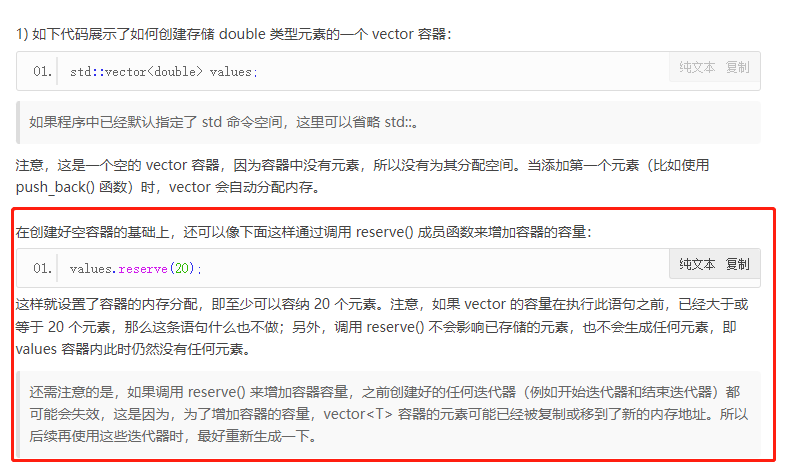 1) 如下代码展示了如何创建存储 double 类型元素的一个 vector 容器：
01. std::vector<double> values;
纯文本 复制
如果程序中已经默认指定了 std 命令空间，这里可以省略 std::。
注意，这是一个空的 vector 容器，因为容器中没有元素，所以没有为其分配空间。当添加第一个元素（比如使用
push_back() 函数）时，vector 会自动分配内存。
在创建好空容器的基础上，还可以像下面这样通过调用 reserve() 成员函数来增加容器的容量：
01. values.reserve(20);
纯文本 复制
这样就设置了容器的内存分配，即至少可以容纳 20 个元素。注意，如果 vector 的容量在执行此语句之前，已经大于或
等于 20 个元素，那么这条语句什么也不做；另外，调用 reserve() 不会影响已存储的元素，也不会生成任何元素，即
values 容器内此时仍然没有任何元素。
还需注意的是，如果调用 reserve() 来增加容器容量，之前创建好的任何迭代器（例如开始迭代器和结束迭代器）都
可能会失效，这是因为，为了增加容器的容量，vector<T> 容器的元素可能已经被复制或移到了新的内存地址。所以
后续再使用这些迭代器时，最好重新生成一下。